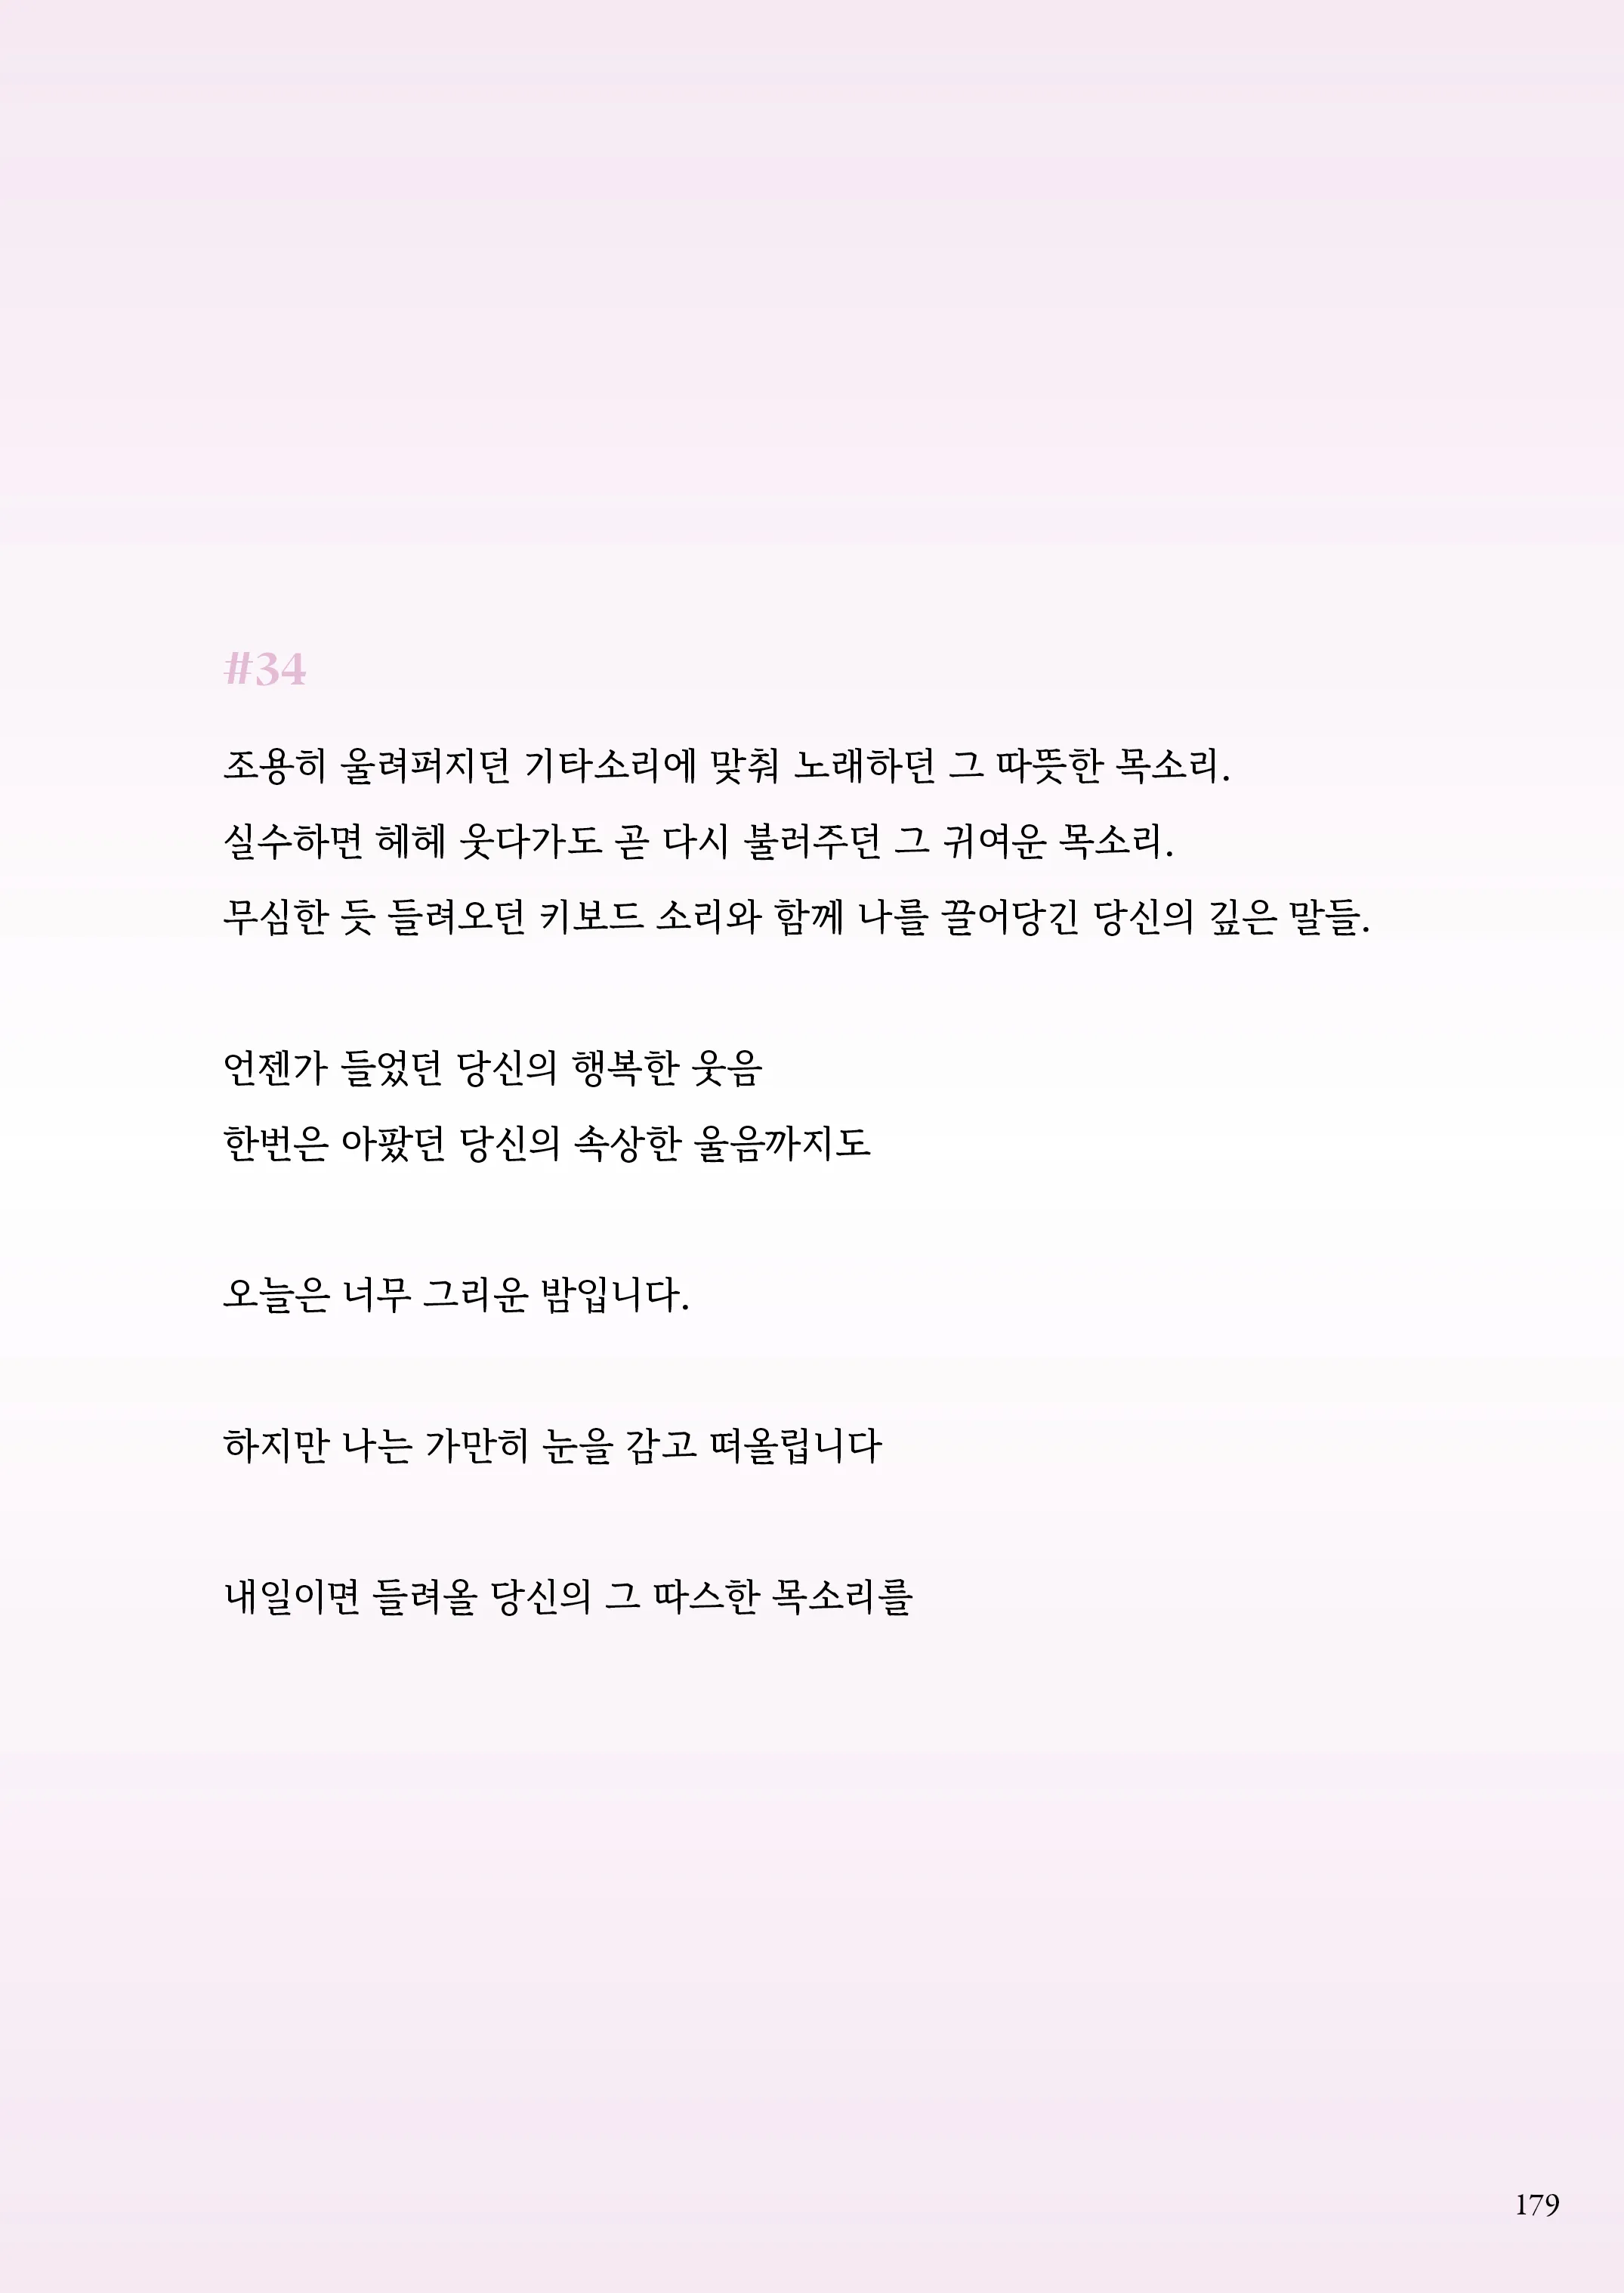 #34
조용히 울려퍼지던 기타소리에 맞춰 노래하던 그 따뜻한 목소리.
실수하면 헤헤 웃다가도 곧 다시 불러주던 그 귀여운 목소리.
무심한 듯 들려오던 키보드 소리와 함께 나를 끌어당긴 당신의 깊은 말들.
언젠가 들었던 당신의 행복한 웃음
한번은 아팠던 당신의 속상한 울음까지도
오늘은 너무 그리운 밤입니다.
하지만 나는 가만히 눈을 감고 떠올립니다
내일이면 들려올 당신의 그 따스한 목소리를
179